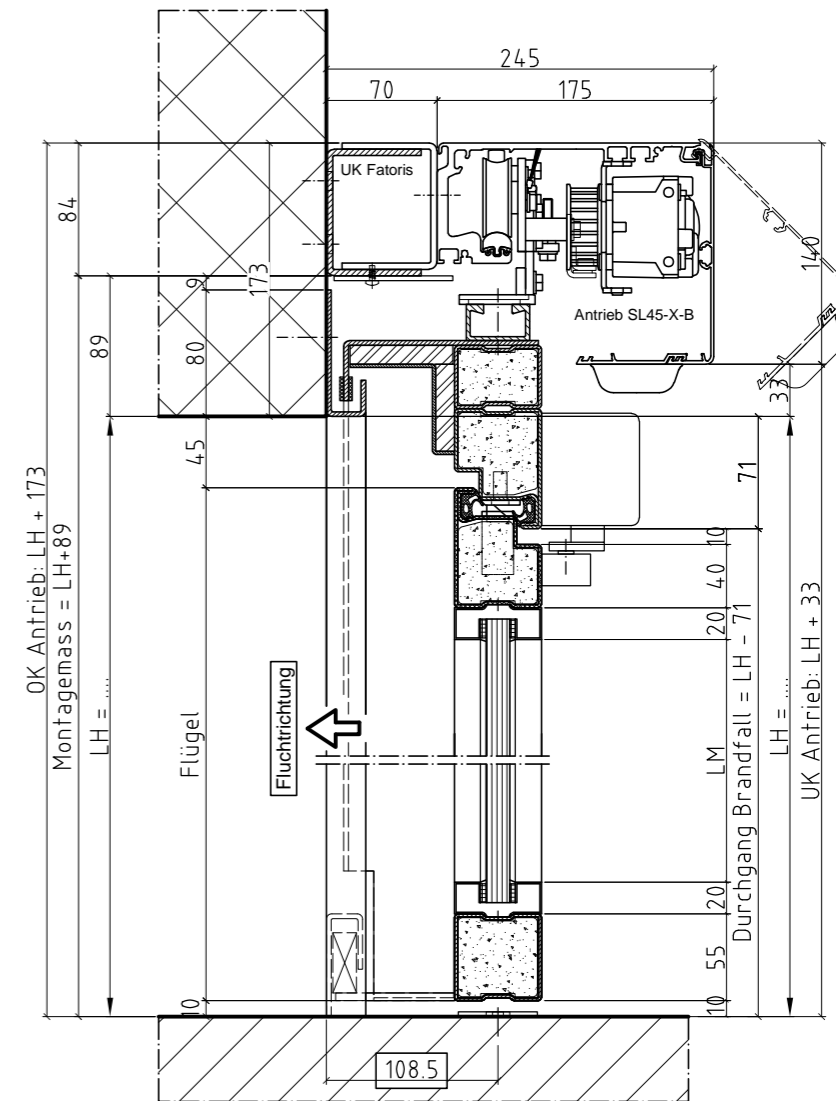 245
70
175
UK Fatoris
84
173
140
9
Antrieb SL45-X-B
89
80
33
45
71
10
40
20
OK Antrieb: LH + 173
Montagemass = LH+89
LH = ....
Flügel
Fluchtrichtung
LM
Durchgang Brandfall = LH - 71
LH = ....
UK Antrieb: LH + 33
20
55
10
10
108.5